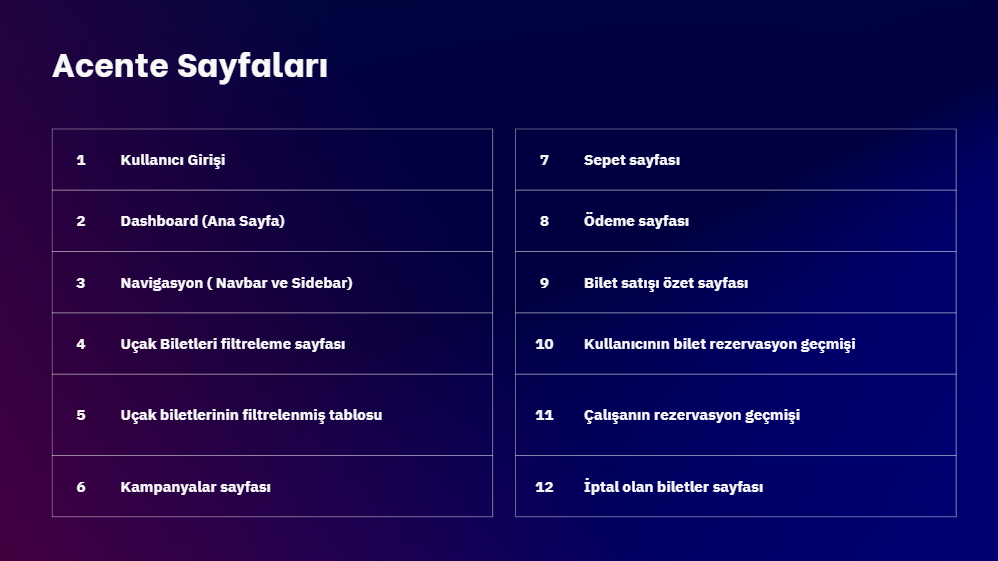 Acente Sayfaları
1 Kullanıcı Girişi
2 Dashboard (Ana Sayfa)
3 Navigasyon ( Navbar ve Sidebar)
4 Uçak Biletleri filtreleme sayfası
5 Uçak biletlerinin filtrelenmiş tablosu
6 Kampanyalar sayfası
7 Sepet sayfası
8 Ödeme sayfası
9 Bilet satışı özet sayfası
10 Kullanıcının bilet rezervasyon geçmişi
11 Çalışanın rezervasyon geçmişi
12 İptal olan biletler sayfası